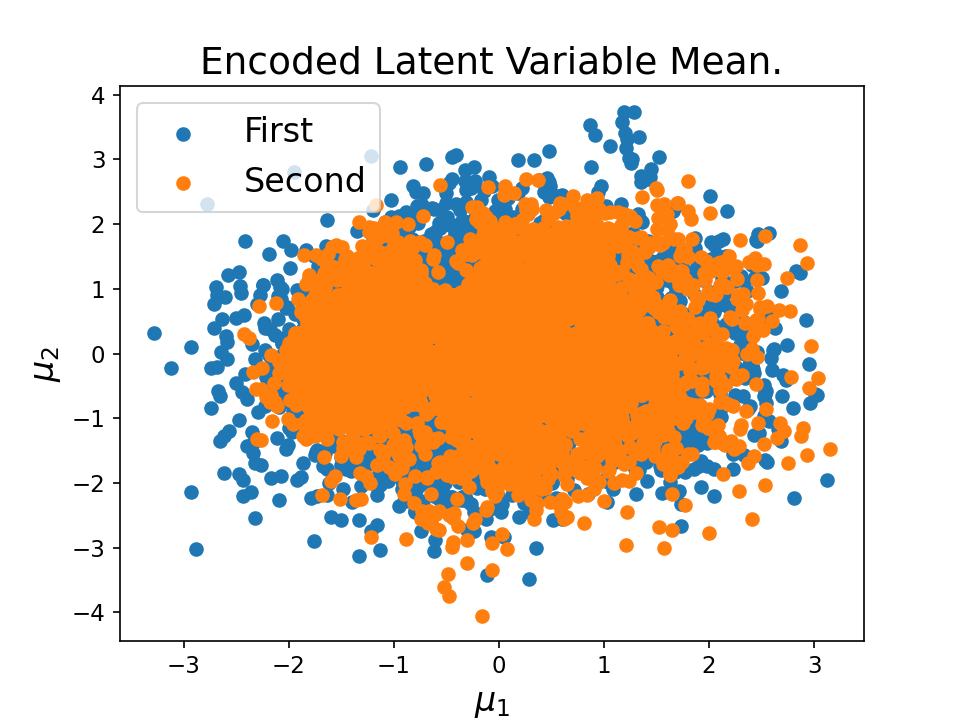 Encoded Latent Variable Mean.
4
3
2
1
0
−1
−2
−3
−4
First
Second
μ₂
−3 −2 −1 0 1 2 3
μ₁